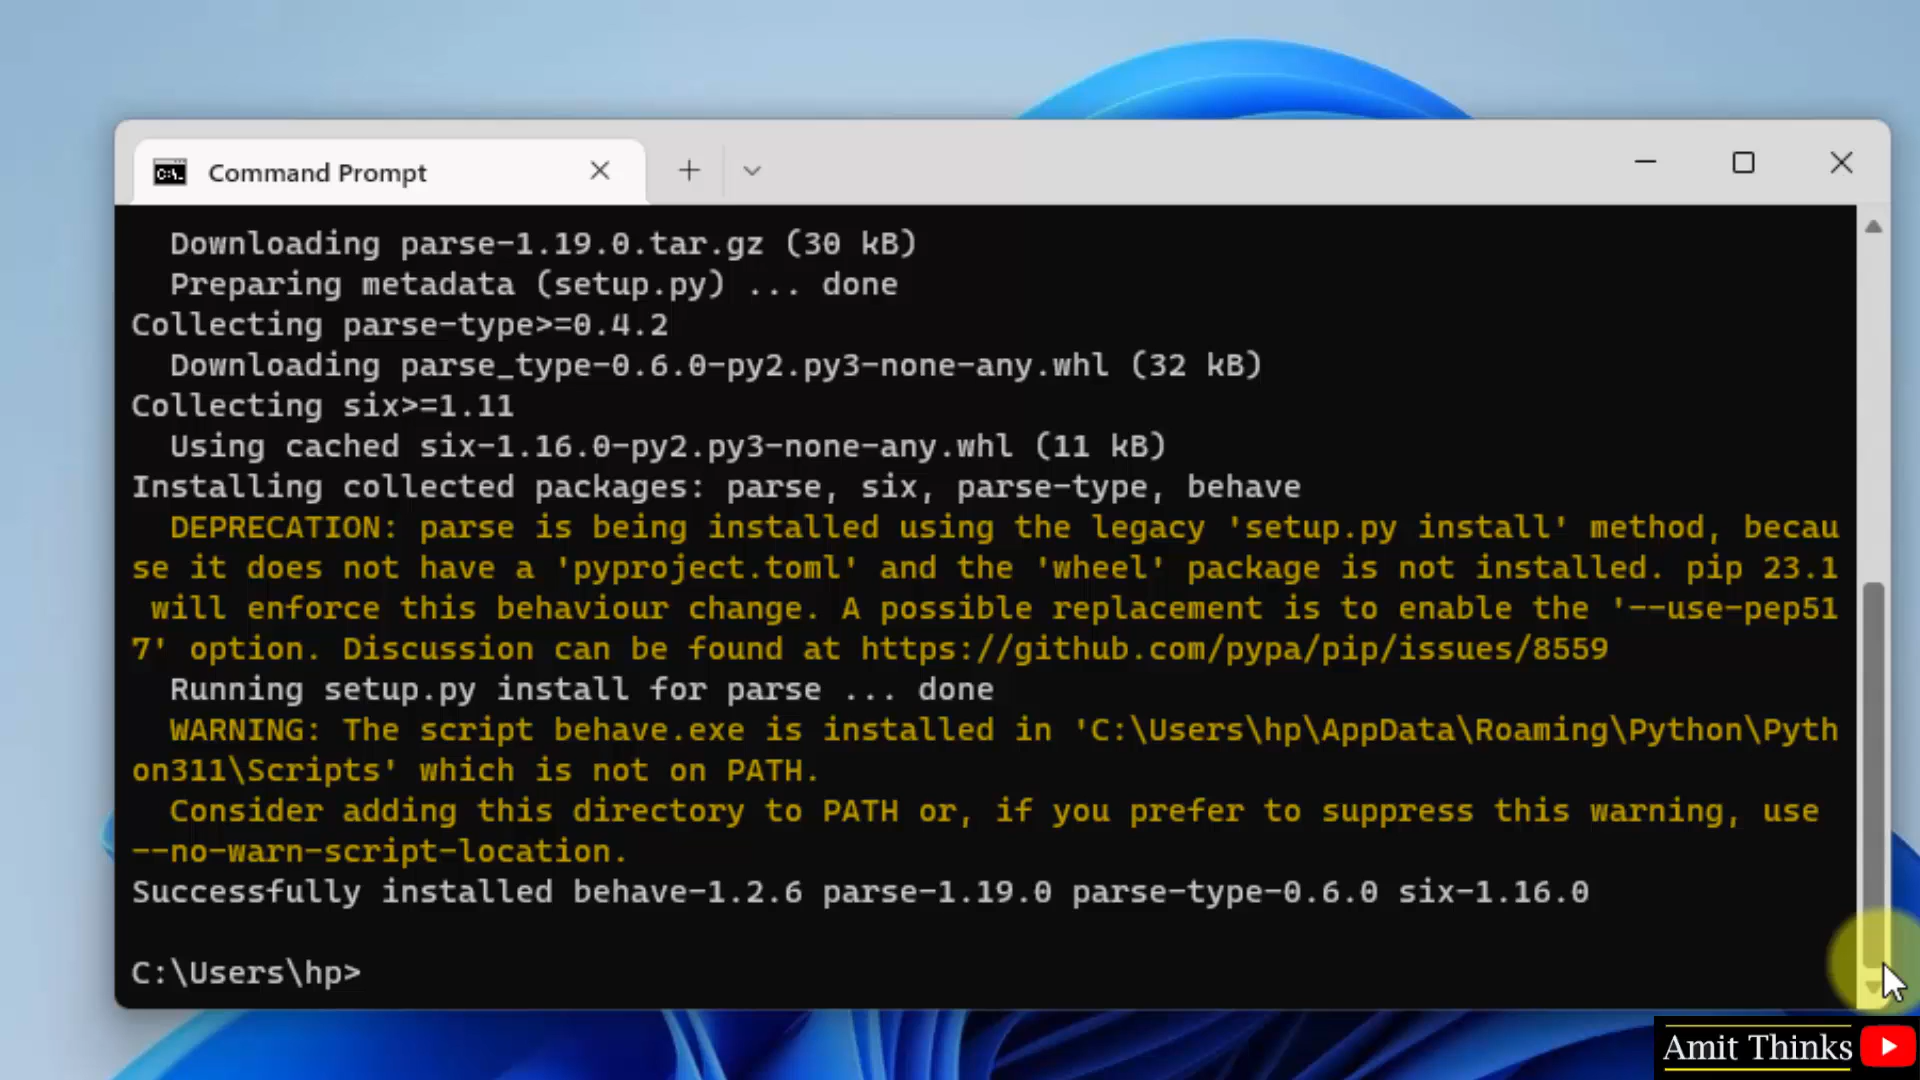 Command Prompt
Downloading parse-1.19.0.tar.gz (30 kB)
Preparing metadata (setup.py) ... done
Collecting parse-type>=0.4.2
Downloading parse_type-0.6.0-py2.py3-none-any.whl (32 kB)
Collecting six>=1.11
Using cached six-1.16.0-py2.py3-none-any.whl (11 kB)
Installing collected packages: parse, six, parse-type, behave
DEPRECATION: parse is being installed using the legacy 'setup.py install' method, becau
se it does not have a 'pyproject.toml' and the 'wheel' package is not installed. pip 23.1
will enforce this behaviour change. A possible replacement is to enable the '--use-pep51
7' option. Discussion can be found at https://github.com/pypa/pip/issues/8559
Running setup.py install for parse ... done
WARNING: The script behave.exe is installed in 'C:\Users\hp\AppData\Roaming\Python\Pyth
on311\Scripts' which is not on PATH.
Consider adding this directory to PATH or, if you prefer to suppress this warning, use
--no-warn-script-location.
Successfully installed behave-1.2.6 parse-1.19.0 parse-type-0.6.0 six-1.16.0
C:\Users\hp>
Amit Thinks